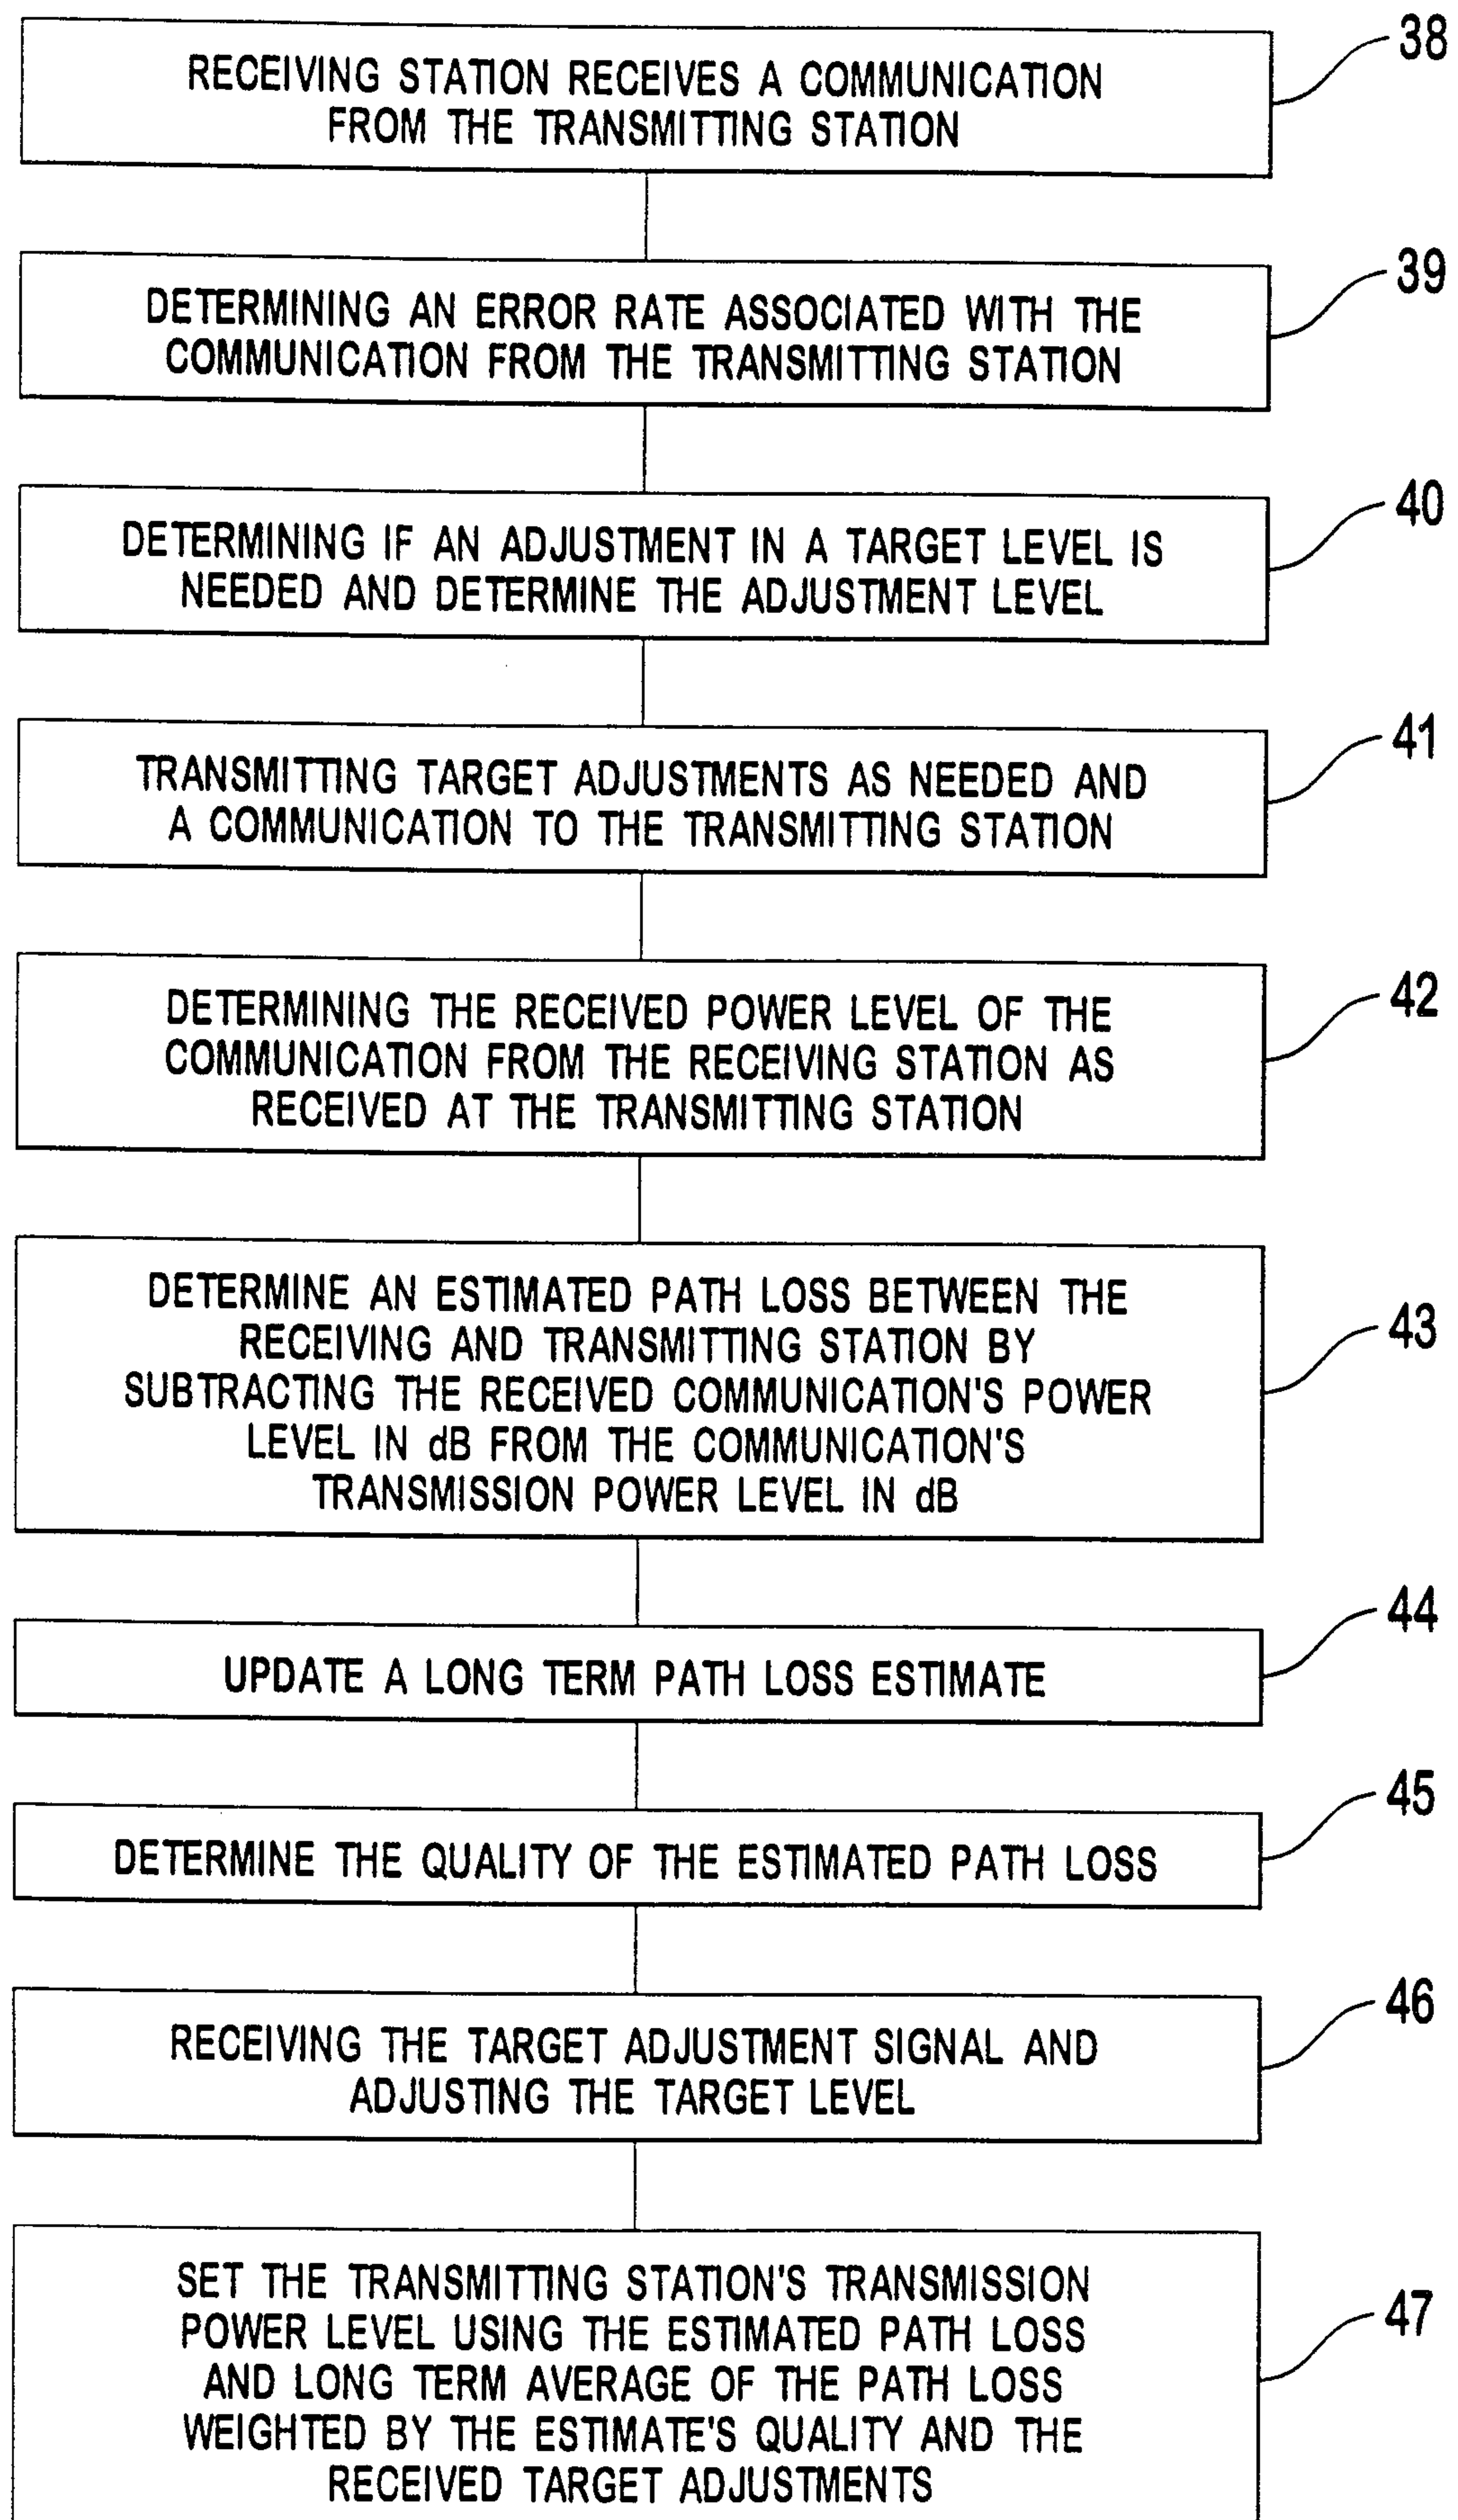 38
RECEIVING STATION RECEIVES A COMMUNICATION
FROM THE TRANSMITTING STATION
39
DETERMINING AN ERROR RATE ASSOCIATED WITH THE
COMMUNICATION FROM THE TRANSMITTING STATION
40
DETERMINING IF AN ADJUSTMENT IN A TARGET LEVEL IS
NEEDED AND DETERMINE THE ADJUSTMENT LEVEL
41
TRANSMITTING TARGET ADJUSTMENTS AS NEEDED AND
A COMMUNICATION TO THE TRANSMITTING STATION
42
DETERMINING THE RECEIVED POWER LEVEL OF THE
COMMUNICATION FROM THE RECEIVING STATION AS
RECEIVED AT THE TRANSMITTING STATION
43
DETERMINE AN ESTIMATED PATH LOSS BETWEEN THE
RECEIVING AND TRANSMITTING STATION BY
SUBTRACTING THE RECEIVED COMMUNICATION'S POWER
LEVEL IN dB FROM THE COMMUNICATION'S
TRANSMISSION POWER LEVEL IN dB
44
UPDATE A LONG TERM PATH LOSS ESTIMATE
45
DETERMINE THE QUALITY OF THE ESTIMATED PATH LOSS
46
RECEIVING THE TARGET ADJUSTMENT SIGNAL AND
ADJUSTING THE TARGET LEVEL
47
SET THE TRANSMITTING STATION'S TRANSMISSION
POWER LEVEL USING THE ESTIMATED PATH LOSS
AND LONG TERM AVERAGE OF THE PATH LOSS
WEIGHTED BY THE ESTIMATE'S QUALITY AND THE
RECEIVED TARGET ADJUSTMENTS